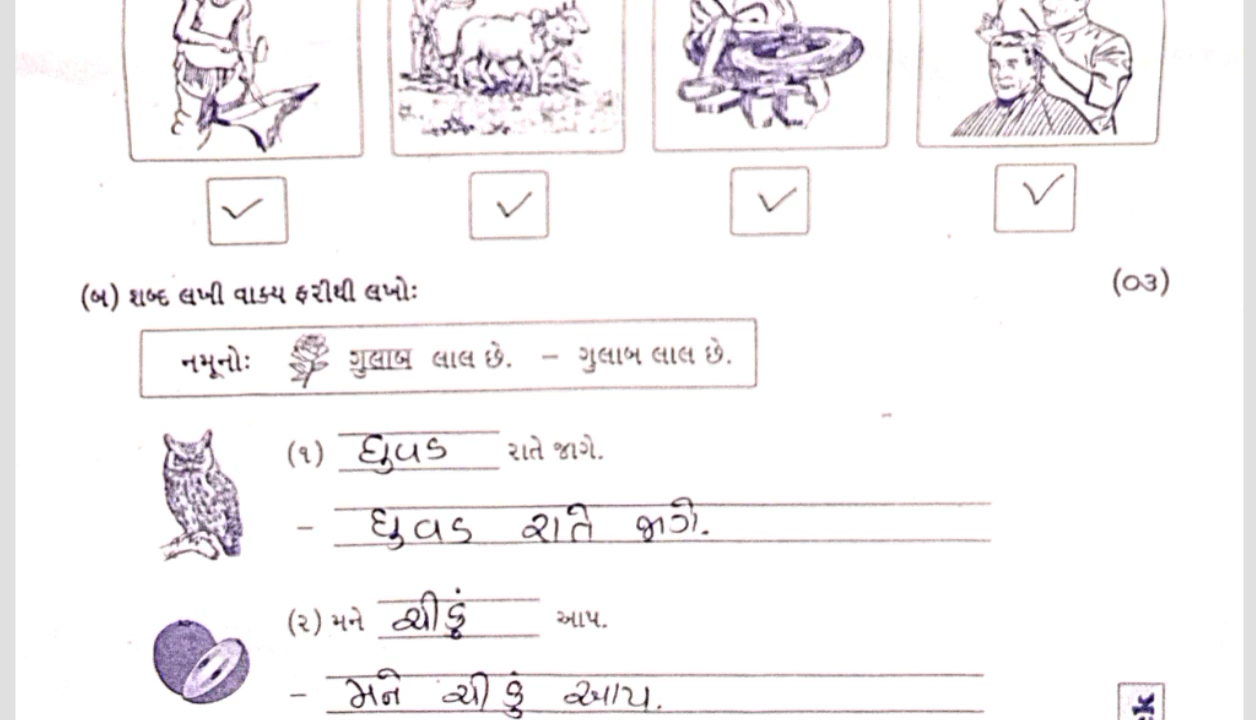 (બ) શબ્દ લખી વાક્ય ફરીથી લખોઃ (૦૩)
નમૂનોઃ ગુલાબ લાલ છે. – ગુલાબ લાલ છે.
(૧) ઘુવડ રાતે જાગે.
– ઘુવડ રાતે જાગે.
(૨) મને ચીકું આપ.
– મને ચીકું આપ.